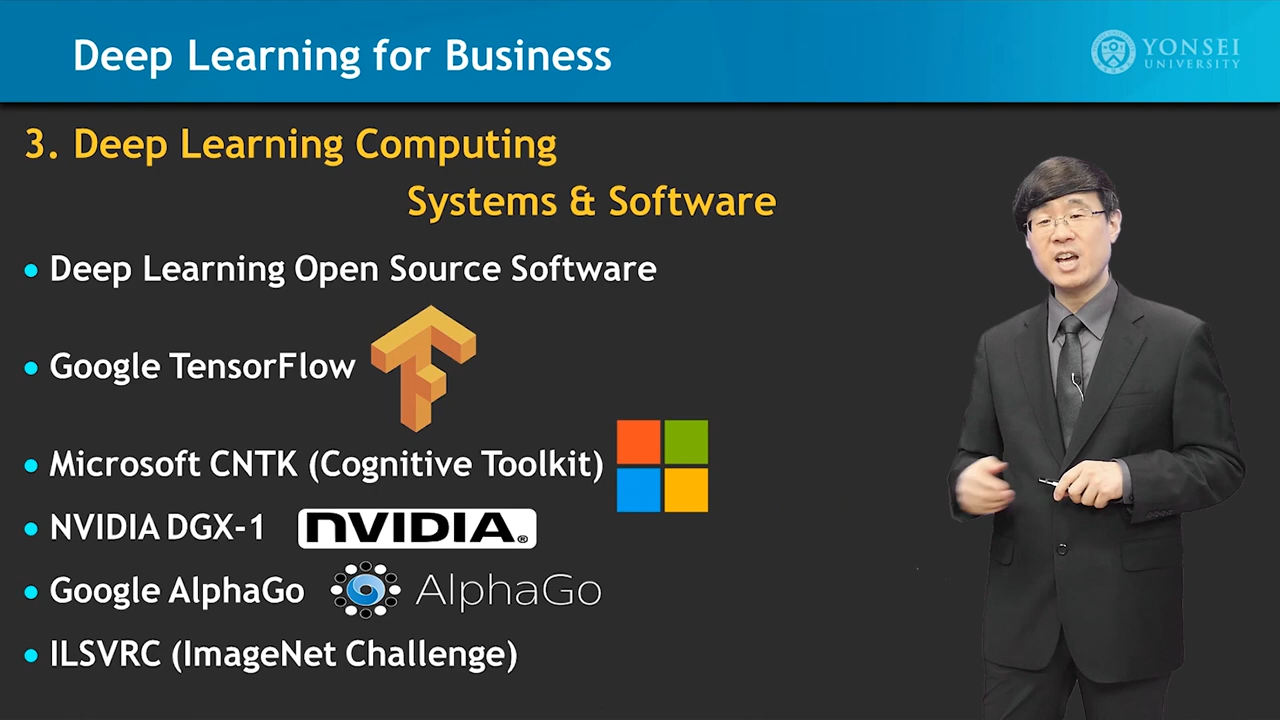 Deep Learning for Business
YONSEI
UNIVERSITY
3. Deep Learning Computing
Systems & Software
• Deep Learning Open Source Software
• Google TensorFlow
• Microsoft CNTK (Cognitive Toolkit)
• NVIDIA DGX-1 NVIDIA®
• Google AlphaGo AlphaGo
• ILSVRC (ImageNet Challenge)